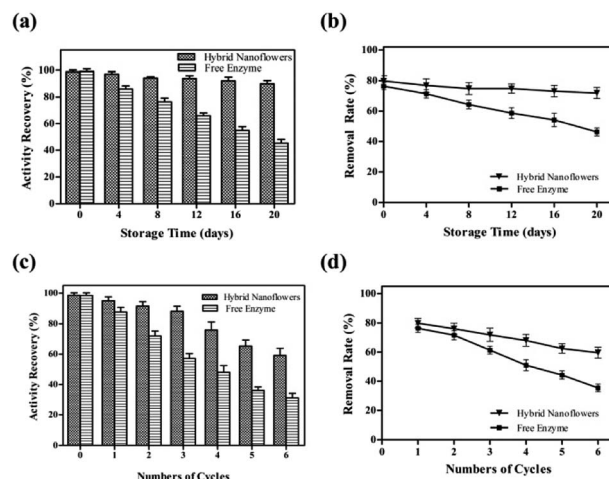 (a)
Activity Recovery (%)
100
80
60
40
20
0
Hybrid Nanoflowers
Free Enzyme
0 4 8 12 16 20
Storage Time (days)
(b)
Removal Rate (%)
100
80
60
40
0
Hybrid Nanoflowers
Free Enzyme
0 4 8 12 16 20
Storage Time (days)
(c)
Activity Recovery (%)
100
80
60
40
20
0
Hybrid Nanoflowers
Free Enzyme
0 1 2 3 4 5 6
Numbers of Cycles
(d)
Removal Rate (%)
100
80
60
40
0
Hybrid Nanoflowers
Free Enzyme
0 1 2 3 4 5 6
Numbers of Cycles